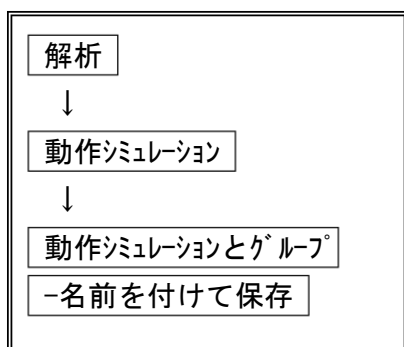 解析
↓
動作ｼﾐｭﾚｰｼｮﾝ
↓
動作ｼﾐｭﾚｰｼｮﾝとｸﾞﾙｰﾌﾟ
-名前を付けて保存